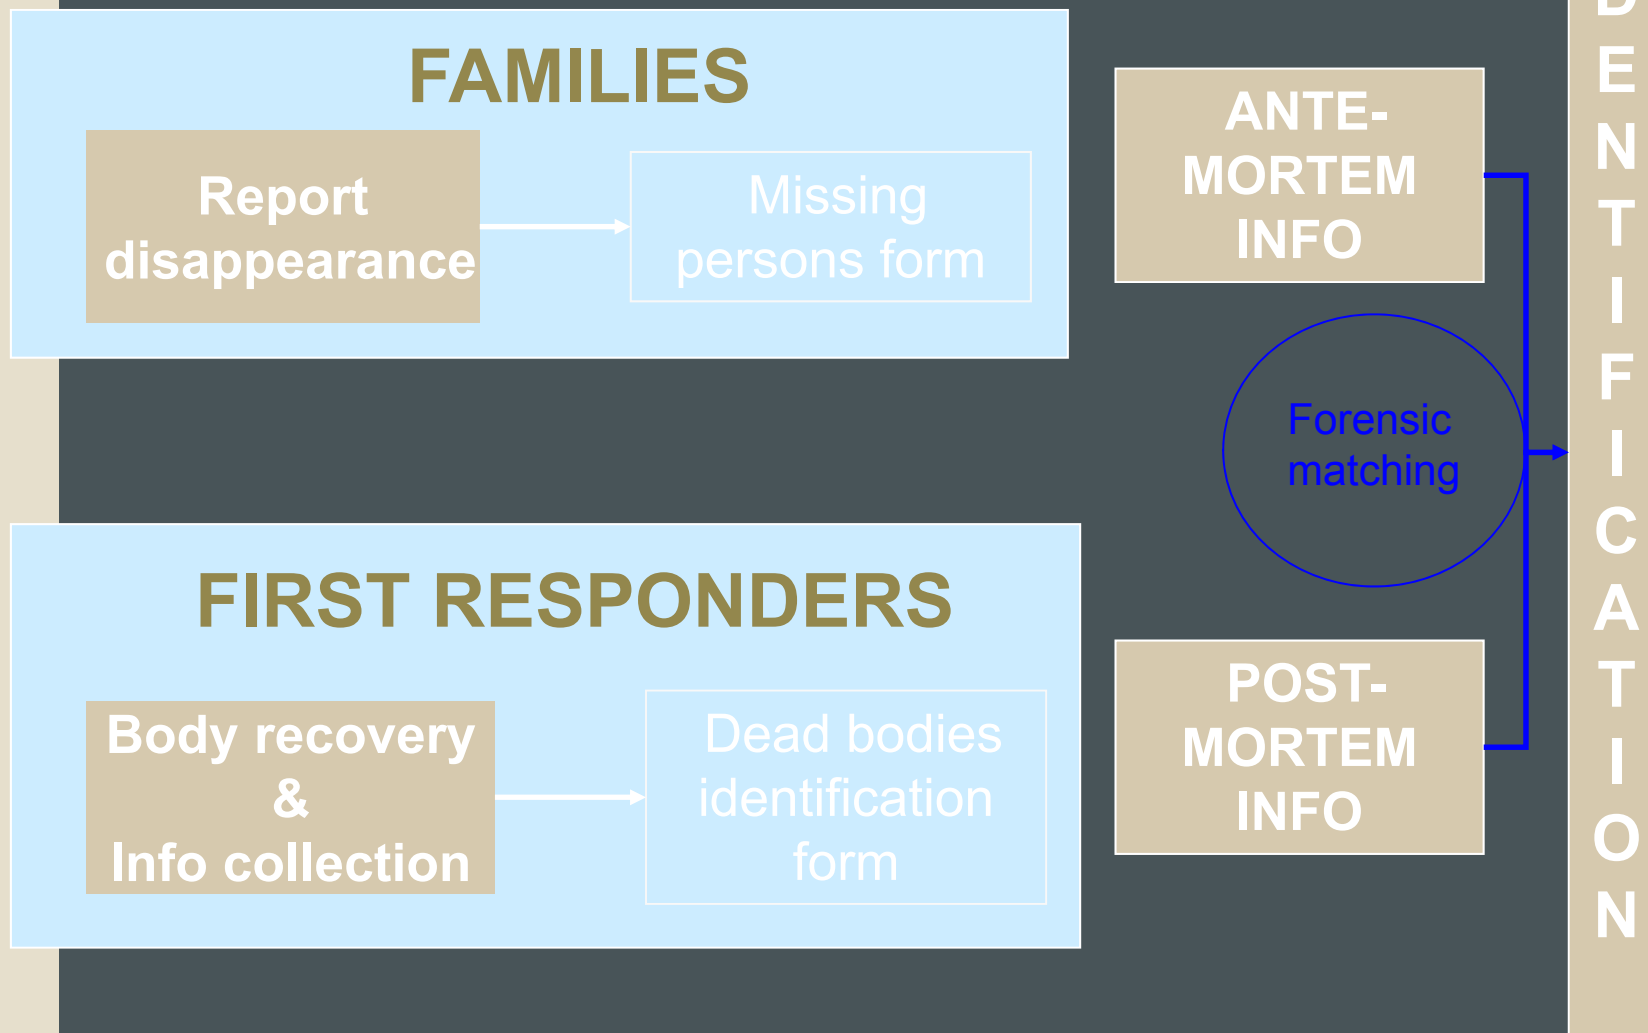 FAMILIES
Report
disappearance
Missing
persons form
ANTE-
MORTEM
INFO
Forensic
matching
FIRST RESPONDERS
Body recovery
&
Info collection
Dead bodies
identification
form
POST-
MORTEM
INFO
D
E
N
T
I
F
I
C
A
T
I
O
N